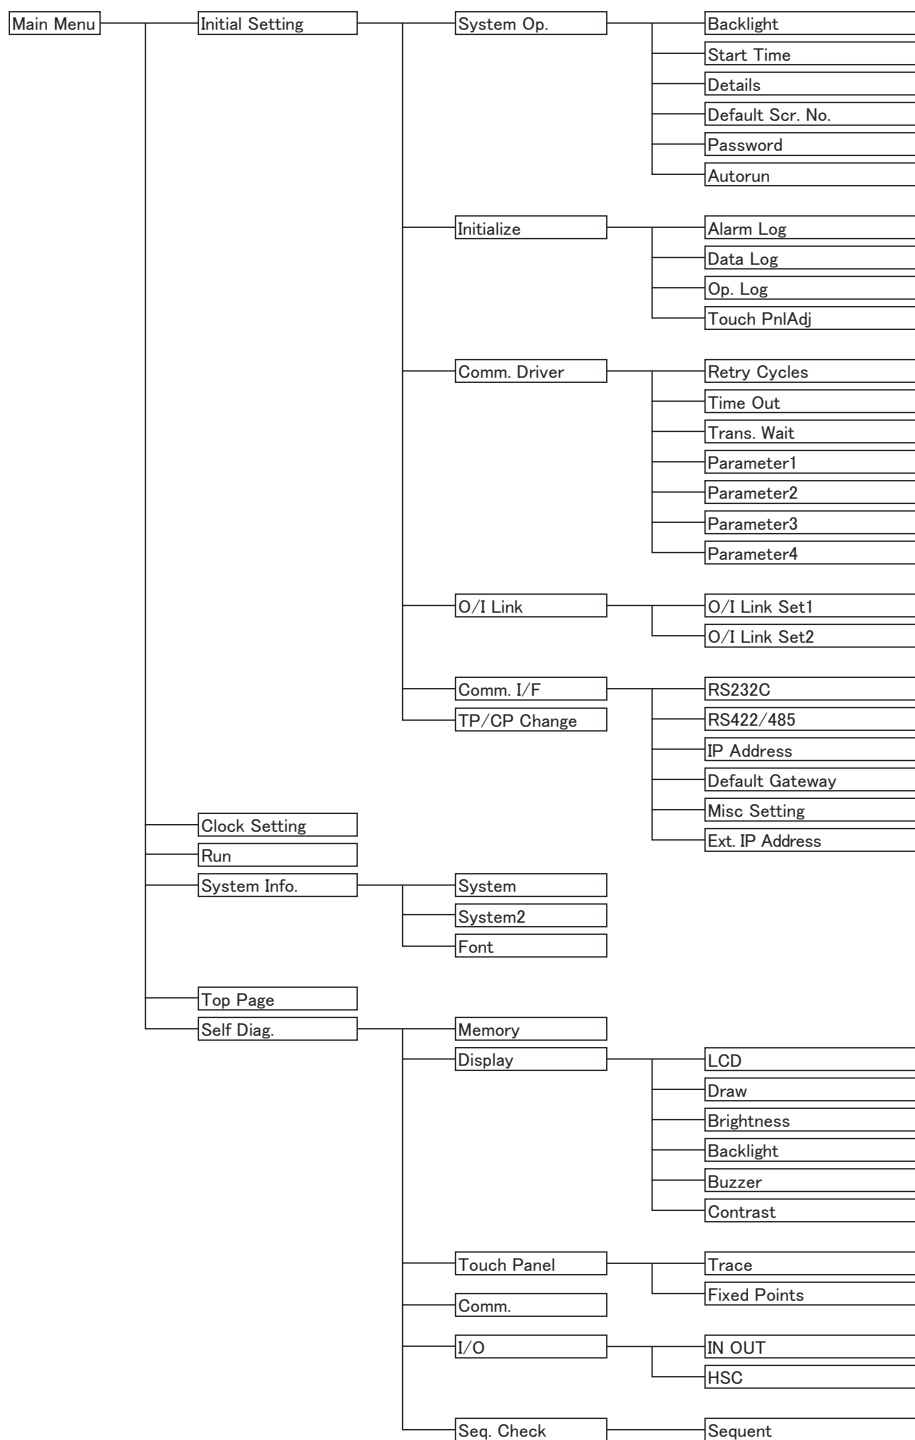 Main Menu
Initial Setting
System Op.
Backlight
Start Time
Details
Default Scr. No.
Password
Autorun
Initialize
Alarm Log
Data Log
Op. Log
Touch PnlAdj
Comm. Driver
Retry Cycles
Time Out
Trans. Wait
Parameter1
Parameter2
Parameter3
Parameter4
O/I Link
O/I Link Set1
O/I Link Set2
Comm. I/F
RS232C
TP/CP Change
RS422/485
IP Address
Default Gateway
Misc Setting
Ext. IP Address
Clock Setting
Run
System Info.
System
System2
Font
Top Page
Self Diag.
Memory
Display
LCD
Draw
Brightness
Backlight
Buzzer
Contrast
Touch Panel
Trace
Fixed Points
Comm.
I/O
IN OUT
HSC
Seq. Check
Sequent